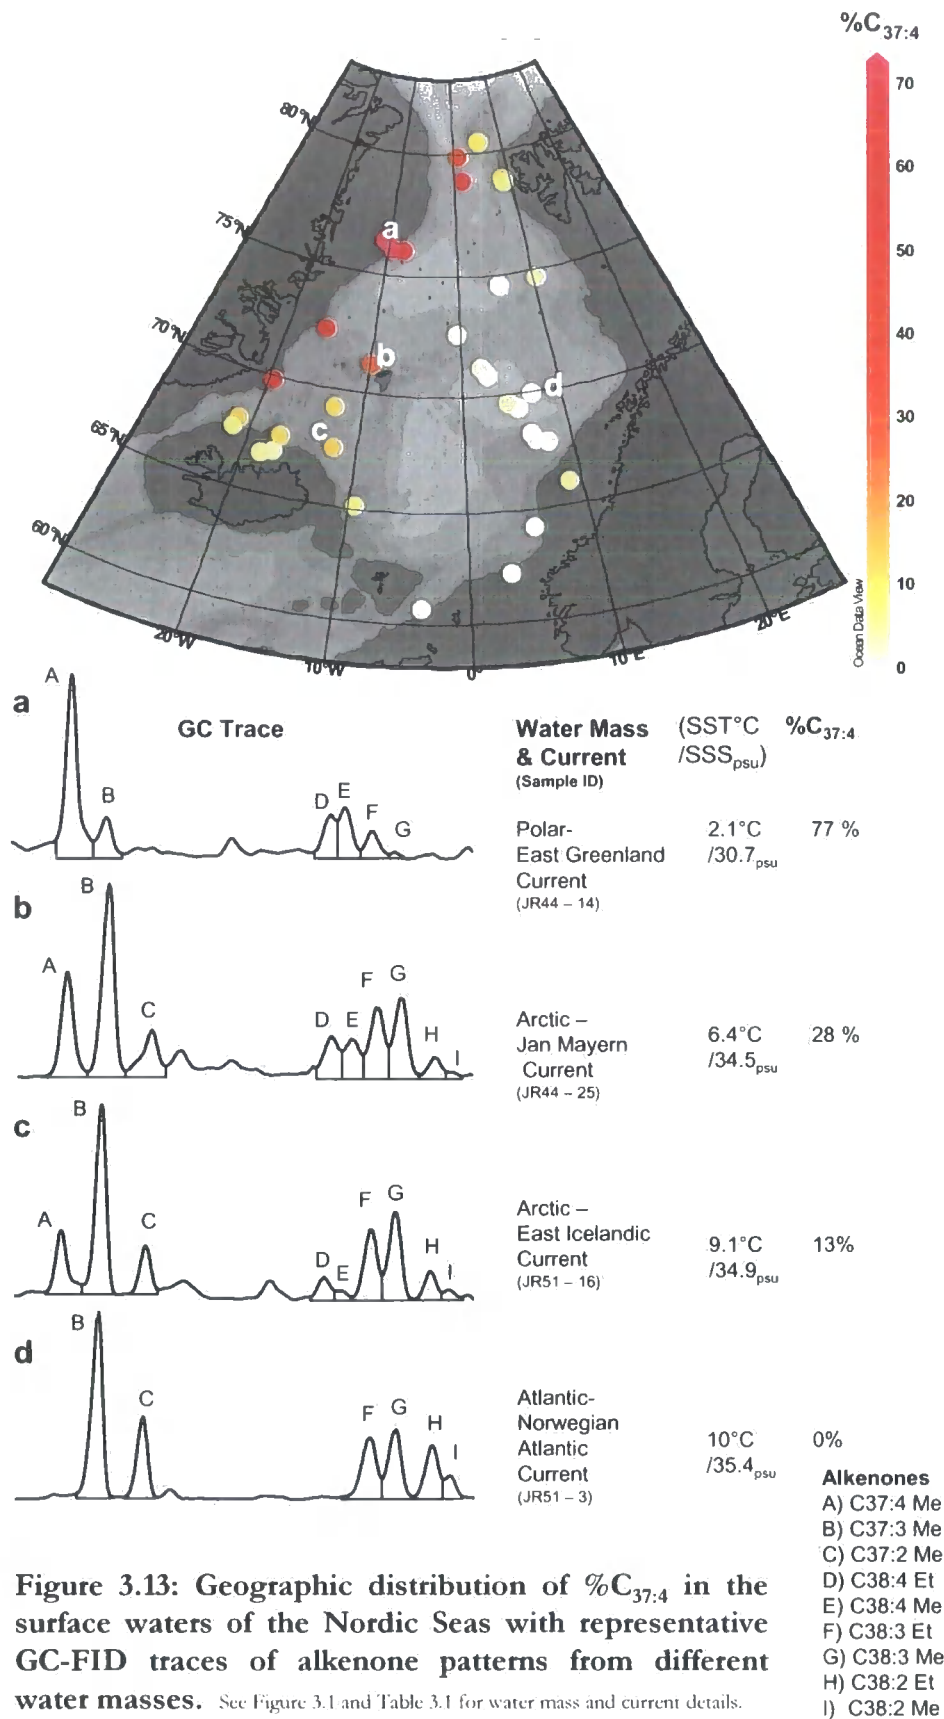 %C37:4
80°N
75°N
70°N
65°N
60°N
20°W
10°W
0°
10°E
20°E
70
60
50
40
30
20
10
0
Ocean Data View
a
b
c
d
a
GC Trace
Water Mass
& Current
(Sample ID)
(SST°C
/SSSpsu)
%C37:4
A
B
D
E
F
G
Polar-
East Greenland
Current
(JR44 – 14)
2.1°C
/30.7psu
77 %
b
A
B
C
D
E
F
G
H
I
Arctic –
Jan Mayern
Current
(JR44 – 25)
6.4°C
/34.5psu
28 %
c
A
B
C
D
E
F
G
H
I
Arctic –
East Icelandic
Current
(JR51 – 16)
9.1°C
/34.9psu
13%
d
B
C
F
G
H
I
Atlantic-
Norwegian
Atlantic
Current
(JR51 – 3)
10°C
/35.4psu
0%
Alkenones
A) C37:4 Me
B) C37:3 Me
C) C37:2 Me
D) C38:4 Et
E) C38:4 Me
F) C38:3 Et
G) C38:3 Me
H) C38:2 Et
I) C38:2 Me
Figure 3.13: Geographic distribution of %C37:4 in the
surface waters of the Nordic Seas with representative
GC-FID traces of alkenone patterns from different
water masses. See Figure 3.1 and Table 3.1 for water mass and current details.